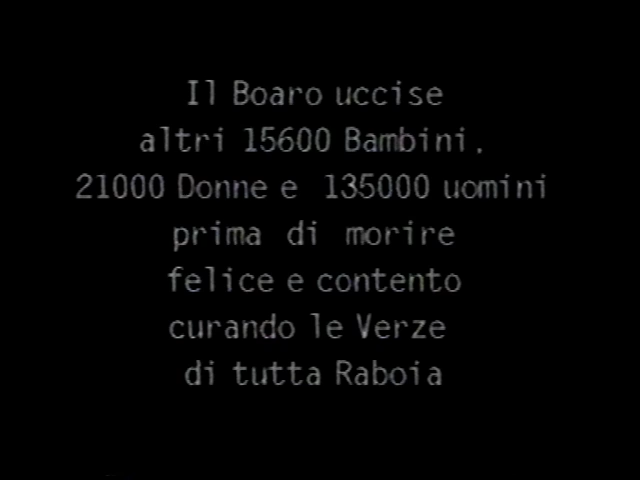 Il Boaro uccise
altri 15600 Bambini.
21000 Donne e 135000 uomini
prima di morire
felice e contento
curando le Verze
di tutta Raboia